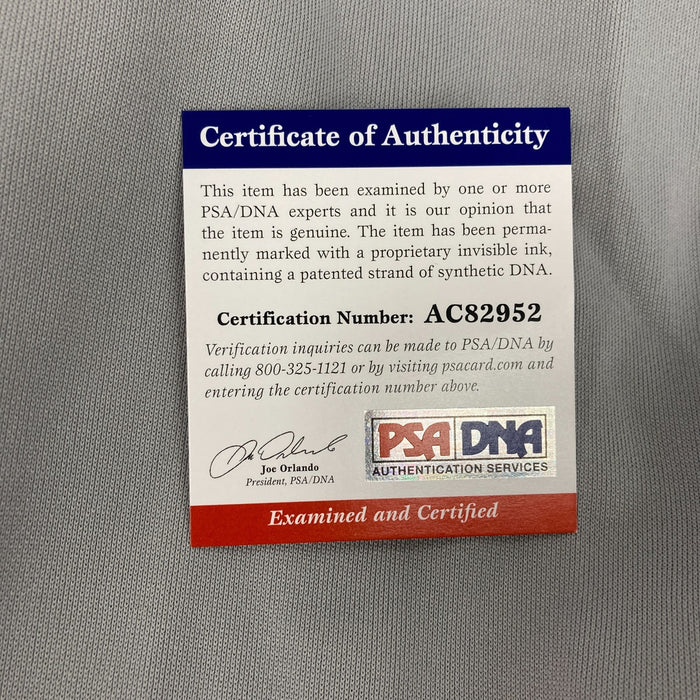 Certificate of Authenticity
This item has been examined by one or more
PSA/DNA experts and it is our opinion that
the item is genuine. The item has been perma-
nently marked with a proprietary invisible ink,
containing a patented strand of synthetic DNA.
Certification Number: AC82952
Verification inquiries can be made to PSA/DNA by
calling 800-325-1121 or by visiting psacard.com and
entering the certification number above.
Joe Orlando
President, PSA/DNA
PSA DNA
AUTHENTICATION SERVICES
Examined and Certified